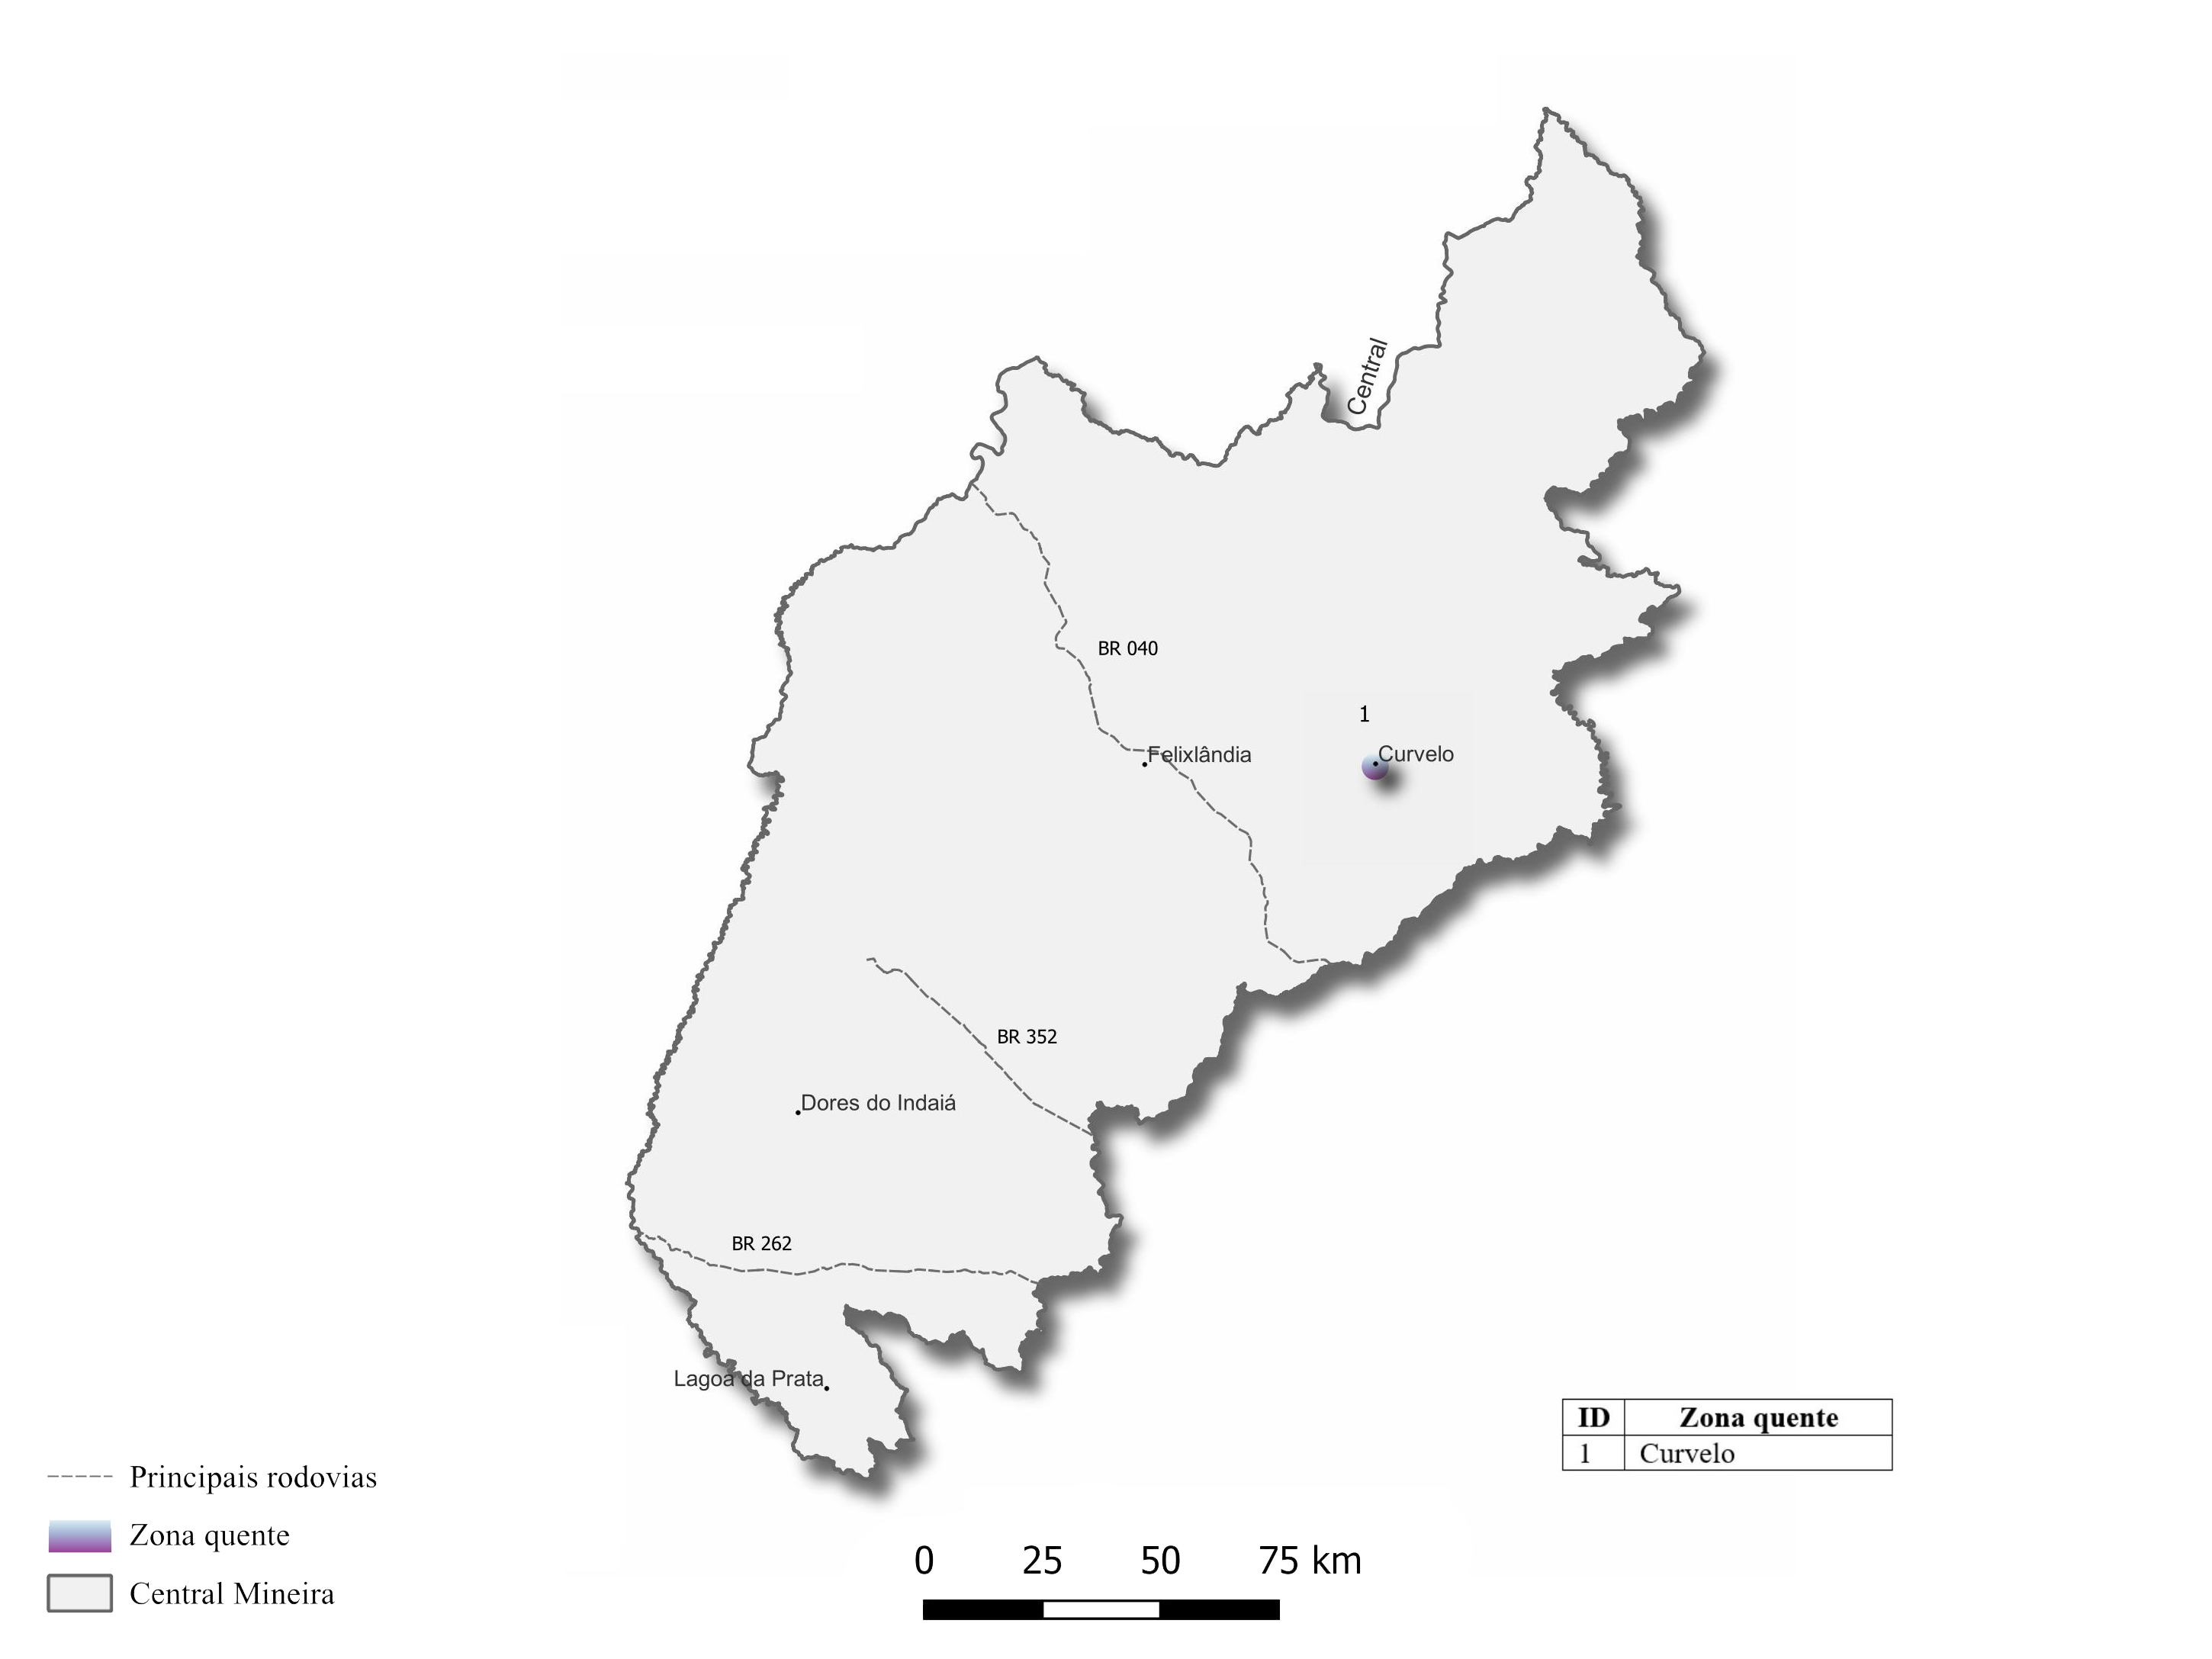 Central
BR 040
1
Felixlândia
Curvelo
BR 352
Dores do Indaiá
BR 262
Lagoa da Prata
ID Zona quente
1 Curvelo
Principais rodovias
Zona quente
Central Mineira
0 25 50 75 km